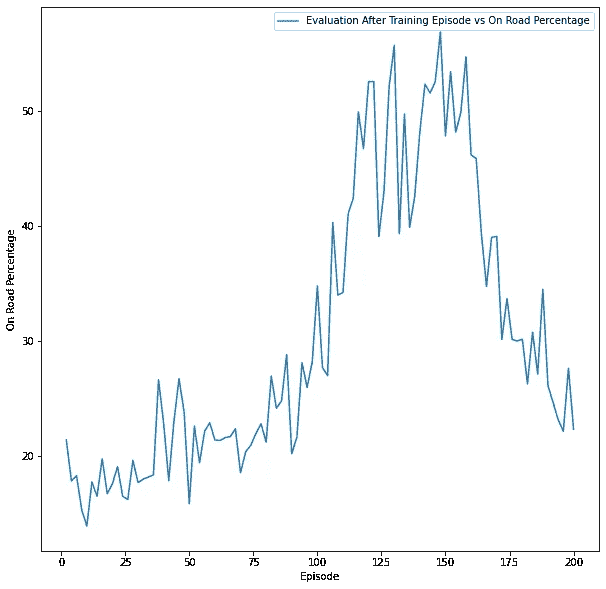 Evaluation After Training Episode vs On Road Percentage
50
40
30
20
On Road Percentage
0 25 50 75 100 125 150 175 200
Episode